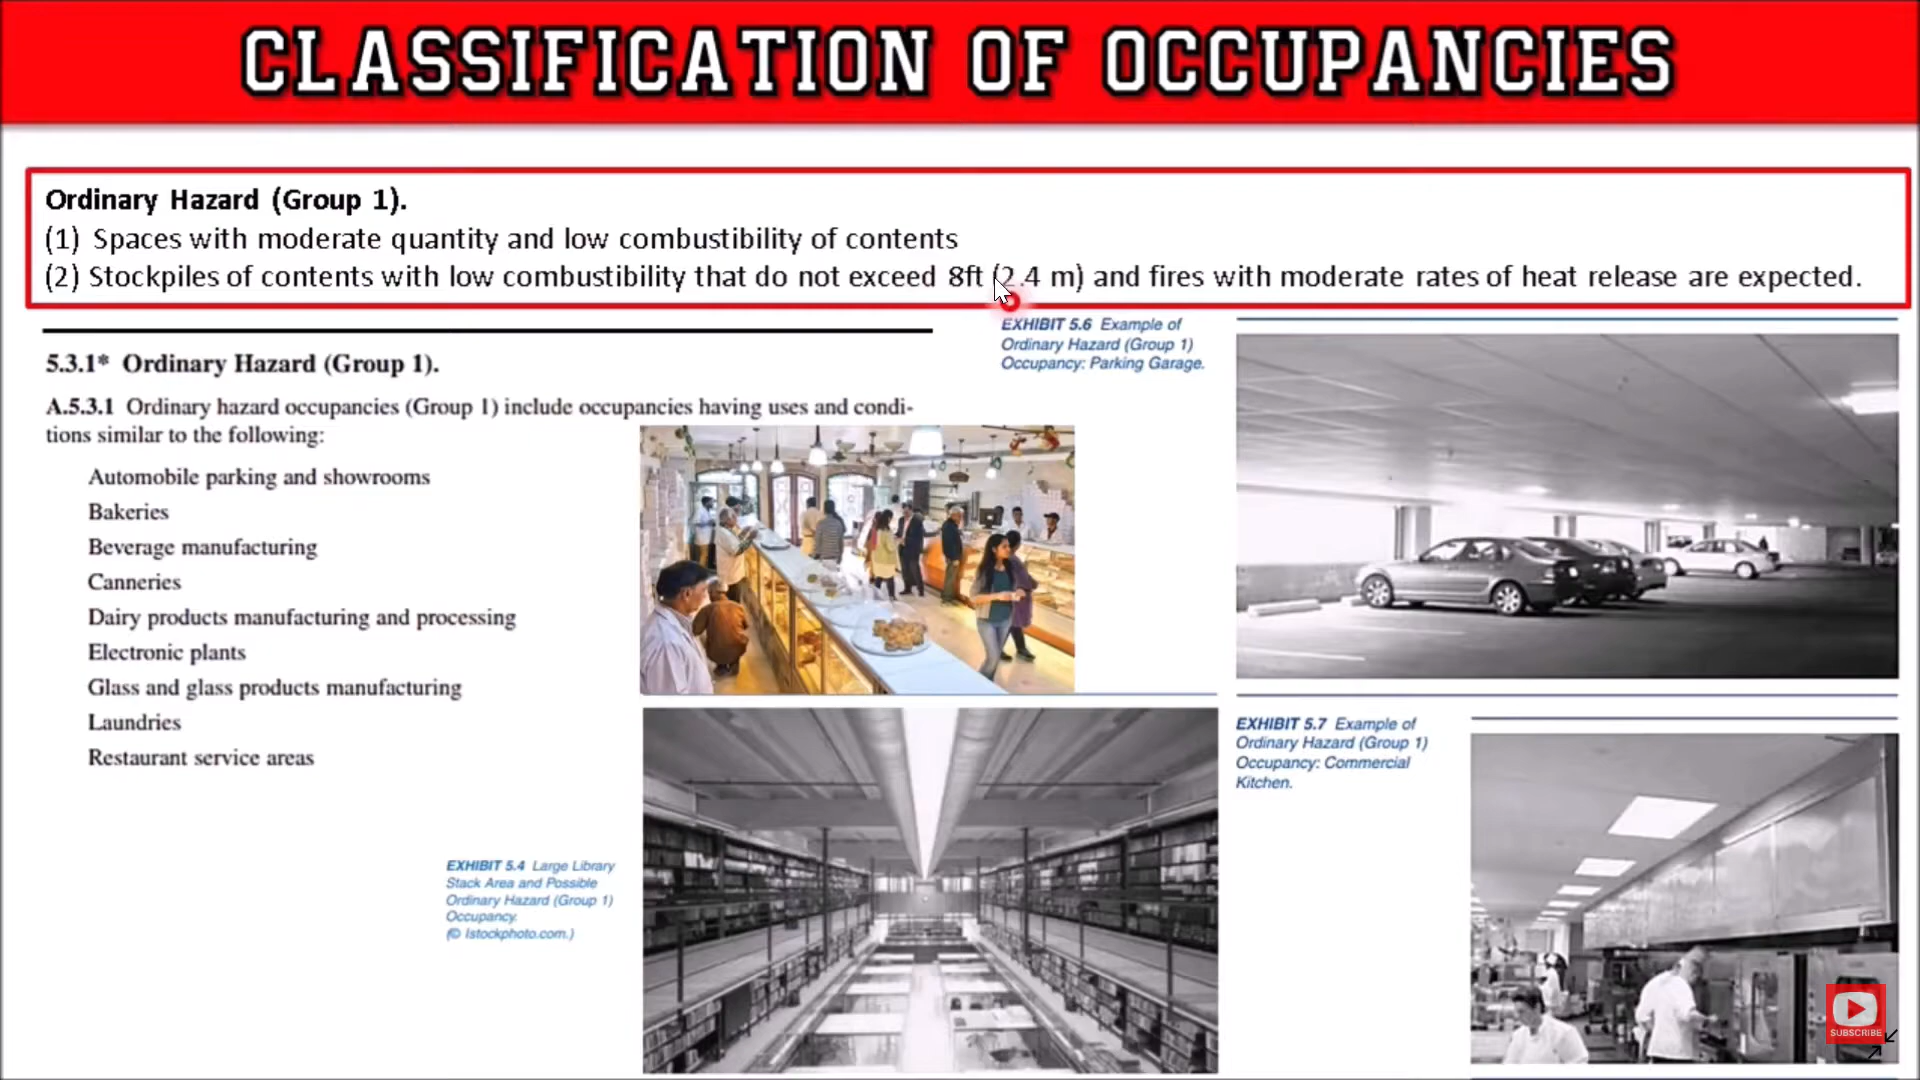 CLASSIFICATION OF OCCUPANCIES
Ordinary Hazard (Group 1).
(1) Spaces with moderate quantity and low combustibility of contents
(2) Stockpiles of contents with low combustibility that do not exceed 8ft (2.4 m) and fires with moderate rates of heat release are expected.
5.3.1* Ordinary Hazard (Group 1).
A.5.3.1 Ordinary hazard occupancies (Group 1) include occupancies having uses and condi-
tions similar to the following:
Automobile parking and showrooms
Bakeries
Beverage manufacturing
Canneries
Dairy products manufacturing and processing
Electronic plants
Glass and glass products manufacturing
Laundries
Restaurant service areas
EXHIBIT 5.6 Example of
Ordinary Hazard (Group 1)
Occupancy: Parking Garage.
EXHIBIT 5.4 Large Library
Stack Area and Possible
Ordinary Hazard (Group 1)
Occupancy.
(© Istockphoto.com.)
EXHIBIT 5.7 Example of
Ordinary Hazard (Group 1)
Occupancy: Commercial
Kitchen.
SUBSCRIBE